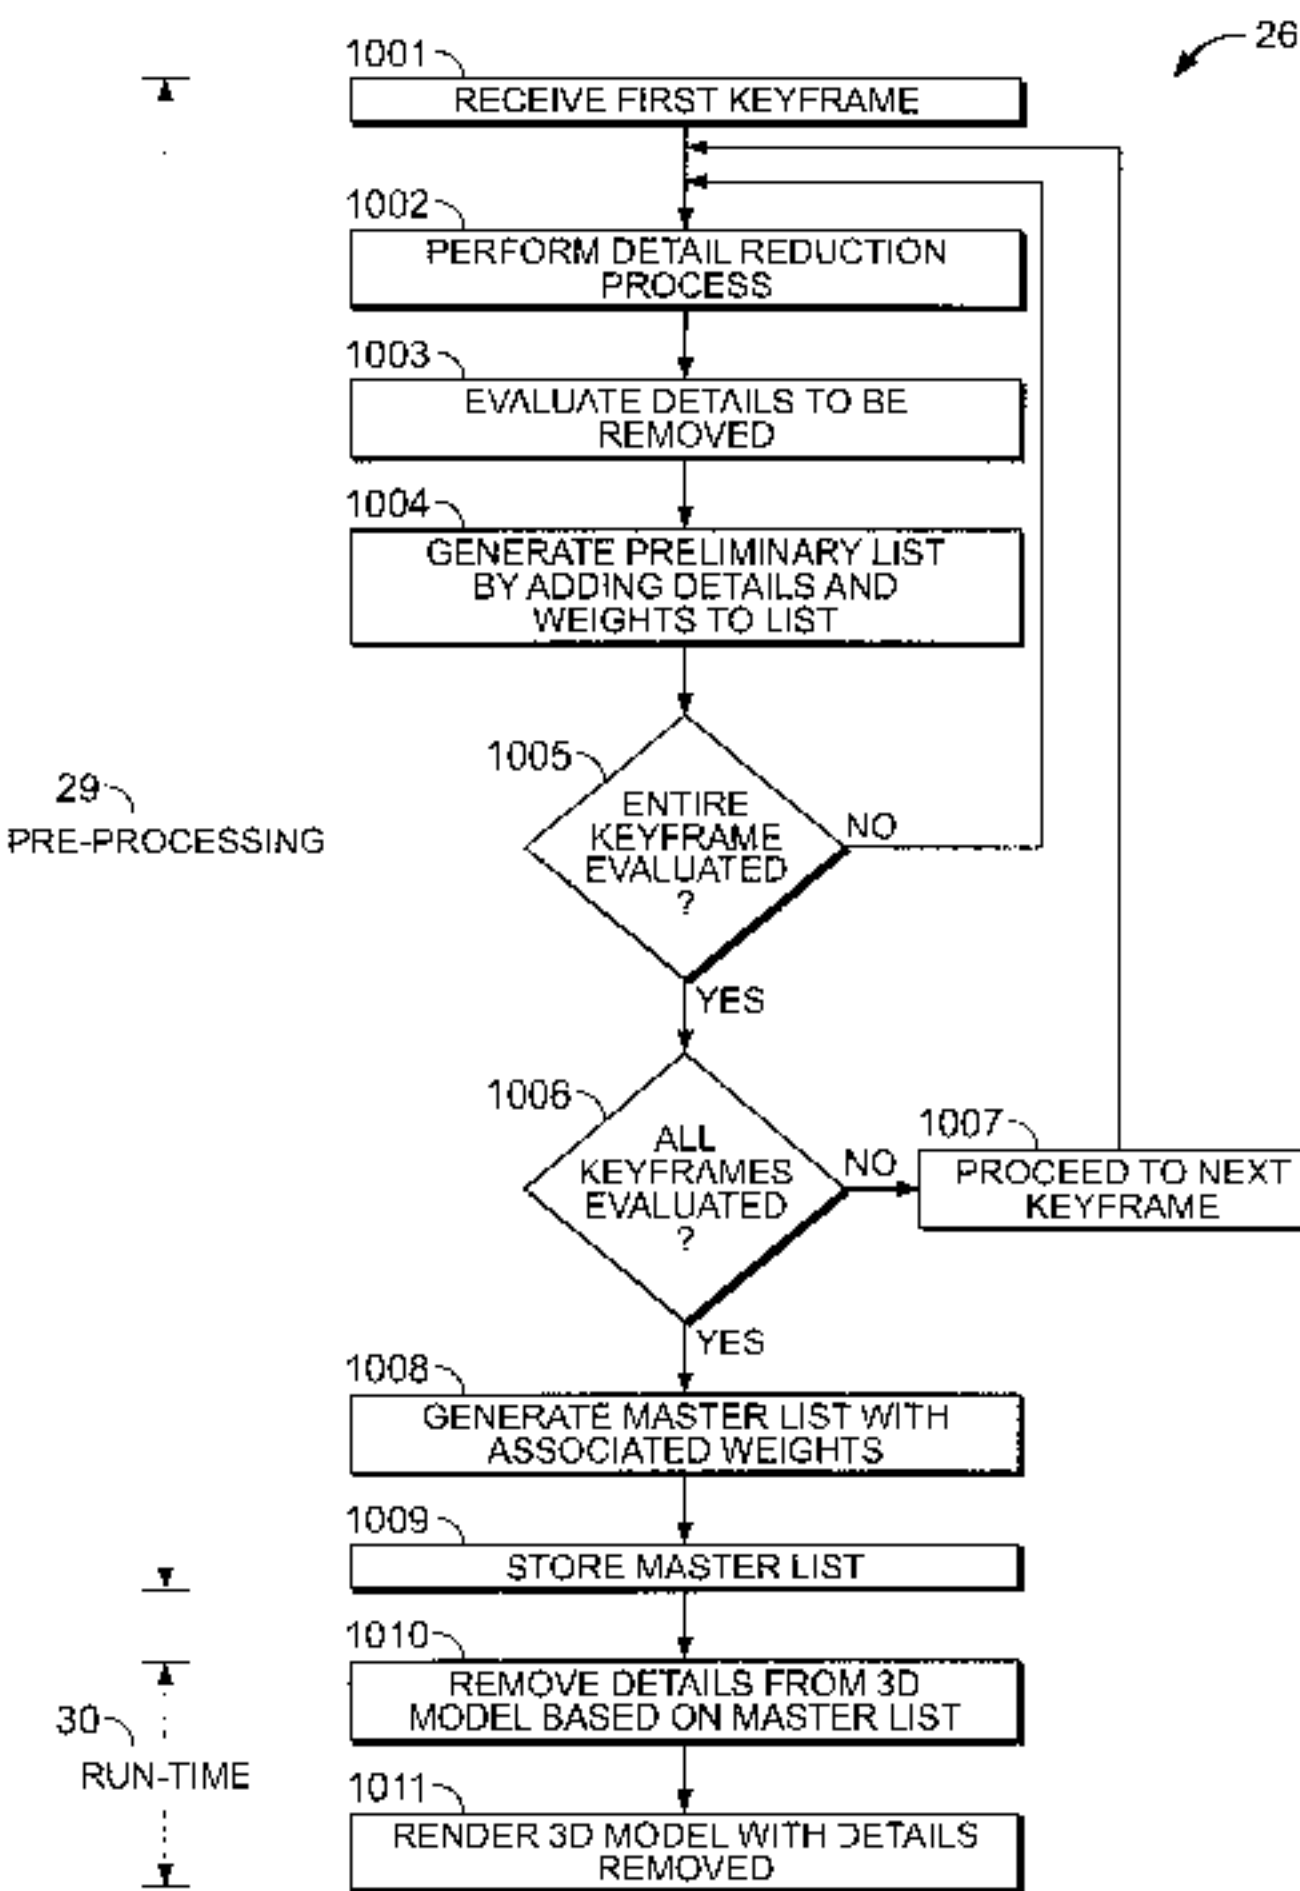 26
1001
RECEIVE FIRST KEYFRAME
1002
PERFORM DETAIL REDUCTION
PROCESS
1003
EVALUATE DETAILS TO BE
REMOVED
1004
GENERATE PRELIMINARY LIST
BY ADDING DETAILS AND
WEIGHTS TO LIST
29
PRE-PROCESSING
1005
ENTIRE
KEYFRAME
EVALUATED
?
NO
YES
1006
ALL
KEYFRAMES
EVALUATED
?
NO
1007
PROCEED TO NEXT
KEYFRAME
YES
1008
GENERATE MASTER LIST WITH
ASSOCIATED WEIGHTS
1009
STORE MASTER LIST
30
RUN-TIME
1010
REMOVE DETAILS FROM 3D
MODEL BASED ON MASTER LIST
1011
RENDER 3D MODEL WITH DETAILS
REMOVED